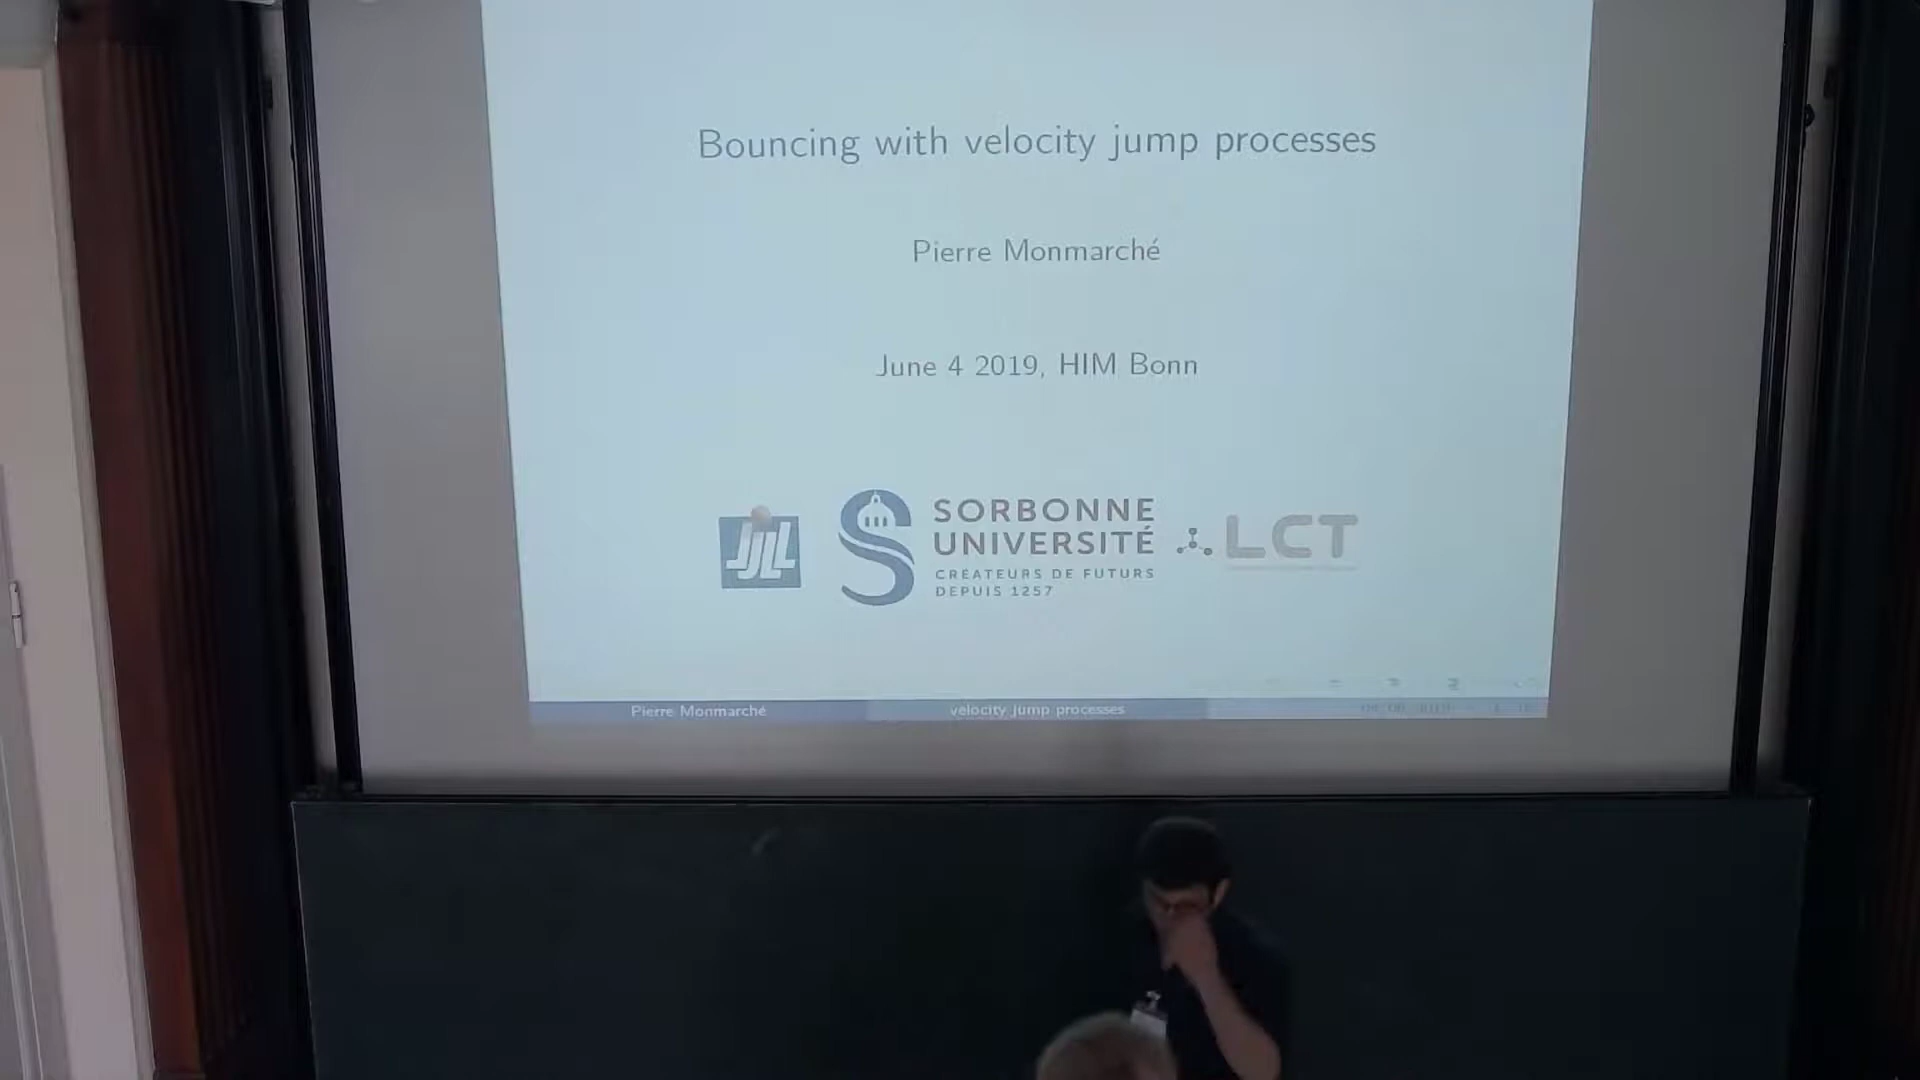 Bouncing with velocity jump processes
Pierre Monmarché
June 4 2019, HIM Bonn
JJLL
SORBONNE
UNIVERSITÉ
CRÉATEURS DE FUTURS
DEPUIS 1257
LCT
Pierre Monmarché
velocity jump processes